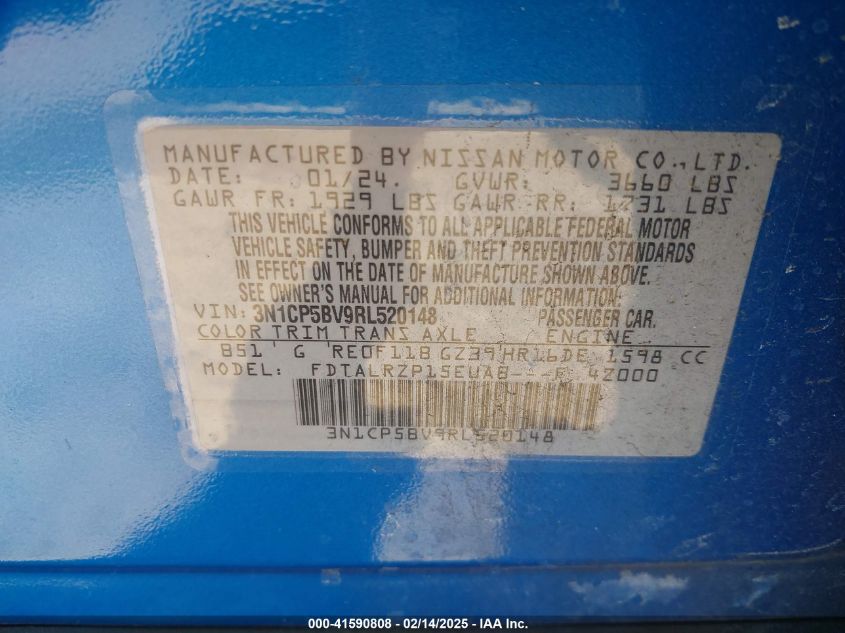 MANUFACTURED BY NISSAN MOTOR CO., LTD.
DATE: 01/24. GVWR: 3660 LBS
GAWR FR: 1929 LBS GAWR RR: 1731 LBS
THIS VEHICLE CONFORMS TO ALL APPLICABLE FEDERAL MOTOR
VEHICLE SAFETY, BUMPER AND THEFT PREVENTION STANDARDS
IN EFFECT ON THE DATE OF MANUFACTURE SHOWN ABOVE.
SEE OWNER'S MANUAL FOR ADDITIONAL INFORMATION.
VIN: 3N1CP5BV9RL520148 PASSENGER CAR.
COLOR TRIM TRANS AXLE ENGINE
B51 G RE0F11B GZ39 HR16DE 1598 CC
MODEL: FDTALRZP15EUAB---F 4Z000
3N1CP5BV9RL520148
000-41590808 - 02/14/2025 - IAA Inc.